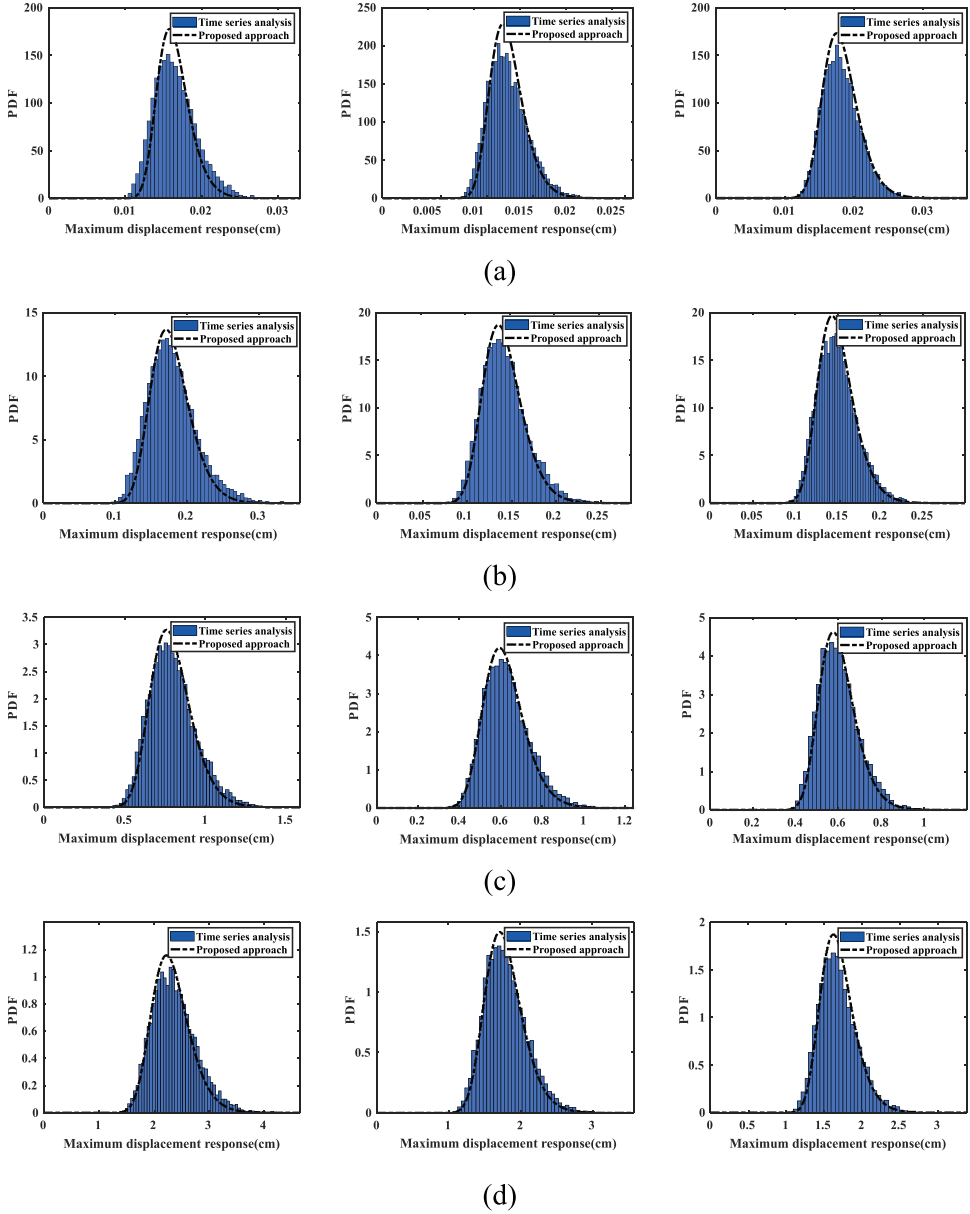 200
150
100
50
0
PDF
Time series analysis
Proposed approach
0 0.01 0.02 0.03
Maximum displacement response(cm)
250
200
150
100
50
0
PDF
Time series analysis
Proposed approach
0 0.005 0.01 0.015 0.02 0.025
Maximum displacement response(cm)
200
150
100
50
0
PDF
Time series analysis
Proposed approach
0 0.01 0.02 0.03
Maximum displacement response(cm)
(a)
15
10
5
0
PDF
Time series analysis
Proposed approach
0 0.1 0.2 0.3
Maximum displacement response(cm)
20
15
10
5
0
PDF
Time series analysis
Proposed approach
0 0.05 0.1 0.15 0.2 0.25
Maximum displacement response(cm)
20
15
10
5
0
PDF
Time series analysis
Proposed approach
0 0.05 0.1 0.15 0.2 0.25
Maximum displacement response(cm)
(b)
3.5
3
2.5
2
1.5
1
0.5
0
PDF
Time series analysis
Proposed approach
0 0.5 1 1.5
Maximum displacement response(cm)
5
4
3
2
1
0
PDF
Time series analysis
Proposed approach
0 0.2 0.4 0.6 0.8 1 1.2
Maximum displacement response(cm)
5
4
3
2
1
0
PDF
Time series analysis
Proposed approach
0 0.2 0.4 0.6 0.8 1
Maximum displacement response(cm)
(c)
1.2
1
0.8
0.6
0.4
0.2
0
PDF
Time series analysis
Proposed approach
0 1 2 3 4
Maximum displacement response(cm)
1.5
1
0.5
0
PDF
Time series analysis
Proposed approach
0 1 2 3
Maximum displacement response(cm)
2
1.5
1
0.5
0
PDF
Time series analysis
Proposed approach
0 0.5 1 1.5 2 2.5 3
Maximum displacement response(cm)
(d)